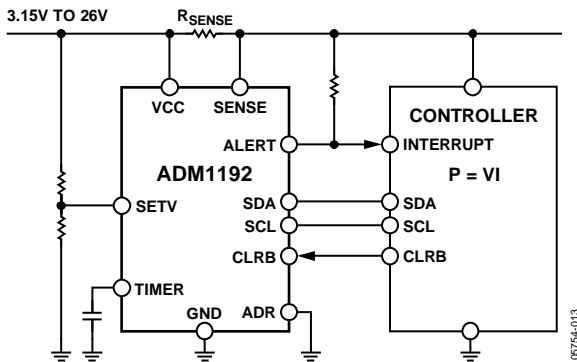 3.15V TO 26V
RSENSE
VCC
SENSE
CONTROLLER
ALERT
INTERRUPT
ADM1192
P = VI
SETV
SDA
SDA
SCL
SCL
CLRB
CLRB
TIMER
GND
ADR
05754-013